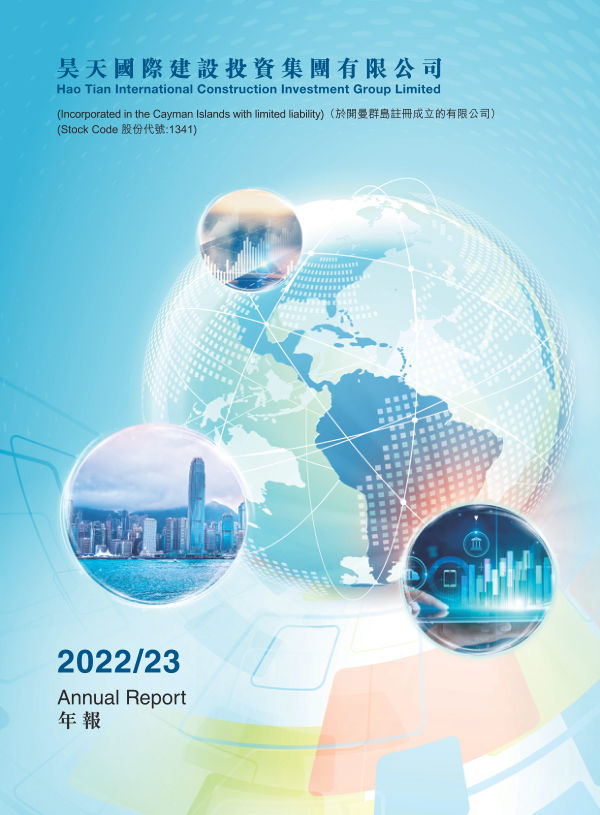 昊天國際建設投資集團有限公司
Hao Tian International Construction Investment Group Limited
(Incorporated in the Cayman Islands with limited liability)（於開曼群島註冊成立的有限公司）
(Stock Code 股份代號:1341)
2022/23
Annual Report
年報